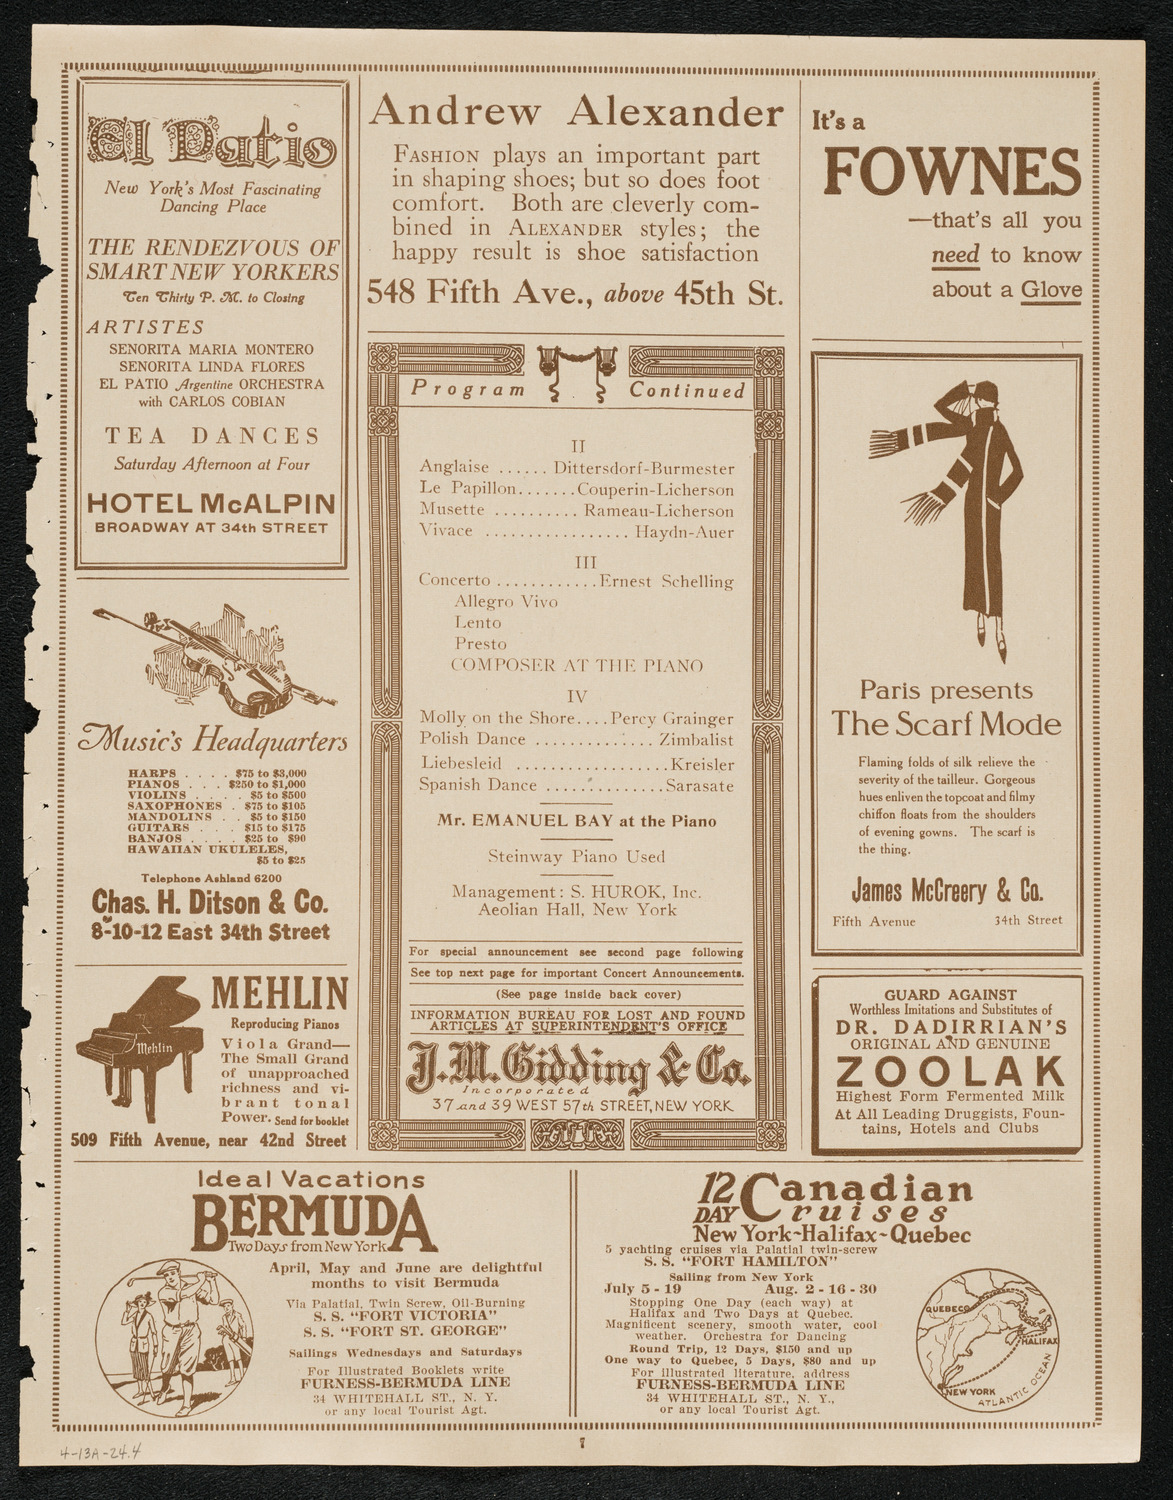 El Patio
New York's Most Fascinating
Dancing Place
THE RENDEZVOUS OF
SMART NEW YORKERS
Ten Thirty P. M. to Closing
ARTISTES
SENORITA MARIA MONTERO
SENORITA LINDA FLORES
EL PATIO Argentine ORCHESTRA
with CARLOS COBIAN
TEA DANCES
Saturday Afternoon at Four
HOTEL McALPIN
BROADWAY AT 34th STREET
Music's Headquarters
HARPS . . . . $75 to $3,000
PIANOS . . . $250 to $1,000
VIOLINS . . . . $5 to $500
SAXOPHONES . $75 to $105
MANDOLINS . . $5 to $150
GUITARS . . . $15 to $175
BANJOS . . . . $25 to $90
HAWAIIAN UKULELES,
$5 to $25
Telephone Ashland 6200
Chas. H. Ditson & Co.
8-10-12 East 34th Street
MEHLIN
Reproducing Pianos
Mehlin
Viola Grand—
The Small Grand
of unapproached
richness and vi-
brant tonal
Power. Send for booklet
509 Fifth Avenue, near 42nd Street
Andrew Alexander
FASHION plays an important part
in shaping shoes; but so does foot
comfort. Both are cleverly com-
bined in ALEXANDER styles; the
happy result is shoe satisfaction
548 Fifth Ave., above 45th St.
Program Continued
II
Anglaise ...... Dittersdorf-Burmester
Le Papillon.......Couperin-Licherson
Musette .......... Rameau-Licherson
Vivace ................. Haydn-Auer
III
Concerto ............Ernest Schelling
Allegro Vivo
Lento
Presto
COMPOSER AT THE PIANO
IV
Molly on the Shore....Percy Grainger
Polish Dance .............. Zimbalist
Liebesleid ..................Kreisler
Spanish Dance ..............Sarasate
Mr. EMANUEL BAY at the Piano
Steinway Piano Used
Management: S. HUROK, Inc.
Aeolian Hall, New York
For special announcement see second page following
See top next page for important Concert Announcements.
(See page inside back cover)
INFORMATION BUREAU FOR LOST AND FOUND
ARTICLES AT SUPERINTENDENT'S OFFICE
J. M. Gidding & Co.
Incorporated
37 and 39 WEST 57th STREET, NEW YORK
It's a
FOWNES
—that's all you
need to know
about a Glove
Paris presents
The Scarf Mode
Flaming folds of silk relieve the
severity of the tailleur. Gorgeous
hues enliven the topcoat and filmy
chiffon floats from the shoulders
of evening gowns. The scarf is
the thing.
James McCreery & Co.
Fifth Avenue 34th Street
GUARD AGAINST
Worthless Imitations and Substitutes of
DR. DADIRRIAN'S
ORIGINAL AND GENUINE
ZOOLAK
Highest Form Fermented Milk
At All Leading Druggists, Foun-
tains, Hotels and Clubs
Ideal Vacations
BERMUDA
Two Days from New York
April, May and June are delightful
months to visit Bermuda
Via Palatial, Twin Screw, Oil-Burning
S. S. "FORT VICTORIA"
S. S. "FORT ST. GEORGE"
Sailings Wednesdays and Saturdays
For Illustrated Booklets write
FURNESS-BERMUDA LINE
34 WHITEHALL ST., N. Y.
or any local Tourist Agt.
12 DAY Canadian
Cruises
New York-Halifax-Quebec
5 yachting cruises via Palatial twin-screw
S. S. "FORT HAMILTON"
Sailing from New York
July 5 - 19 Aug. 2 - 16 - 30
Stopping One Day (each way) at
Halifax and Two Days at Quebec.
Magnificent scenery, smooth water, cool
weather. Orchestra for Dancing
Round Trip, 12 Days, $150 and up
One way to Quebec, 5 Days, $80 and up
For illustrated literature, address
FURNESS-BERMUDA LINE
34 WHITEHALL ST., N. Y.,
or any local Tourist Agt.
QUEBEC
HALIFAX
NEW YORK
ATLANTIC OCEAN
7
4-13A-24.4